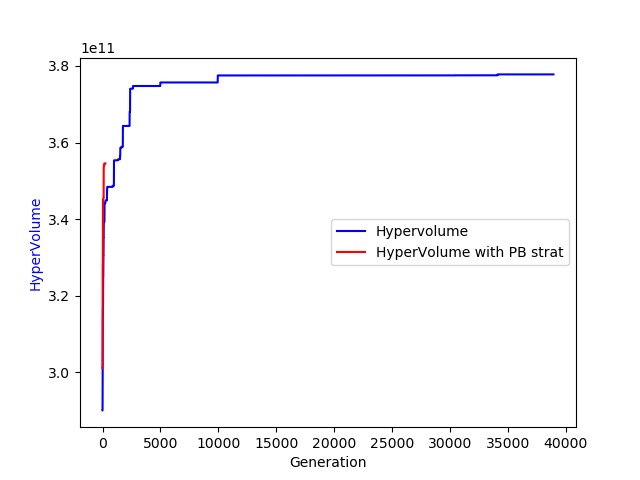 1e11
3.8
3.6
3.4
3.2
3.0
HyperVolume
Hypervolume
HyperVolume with PB strat
0 5000 10000 15000 20000 25000 30000 35000 40000
Generation